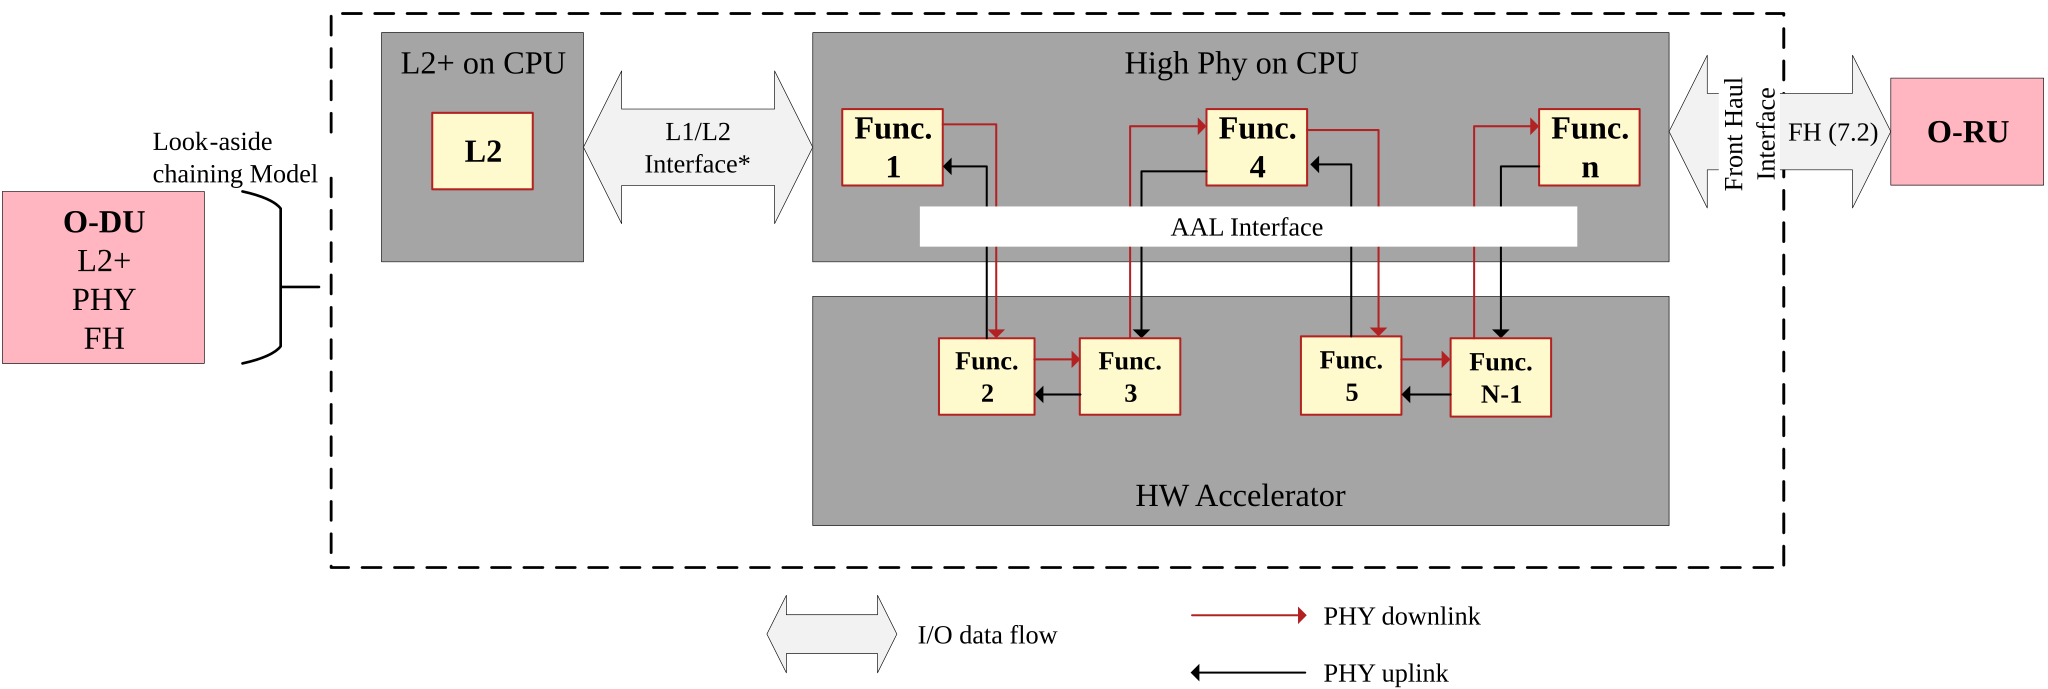 Look-aside
chaining Model
O-DU
L2+
PHY
FH
L2+ on CPU
L2
L1/L2
Interface*
High Phy on CPU
Func.
1
Func.
4
Func.
n
AAL Interface
Func.
2
Func.
3
Func.
5
Func.
N-1
HW Accelerator
Front Haul
Interface
FH (7.2)
O-RU
I/O data flow
PHY downlink
PHY uplink